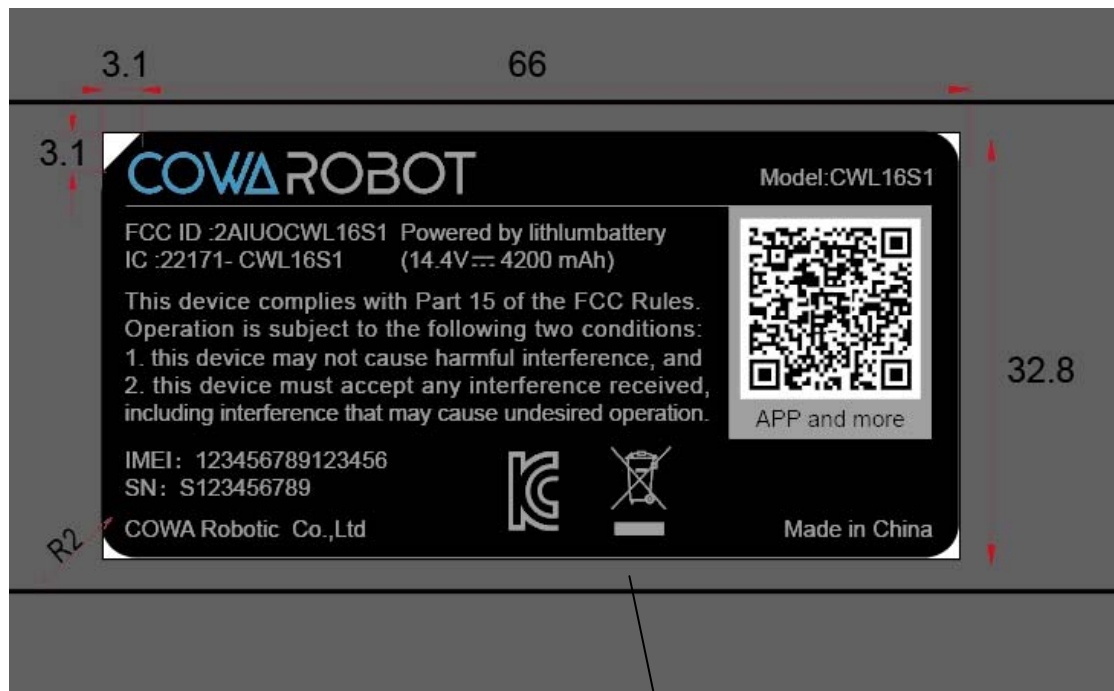 3.1
66
3.1
COWAROBOT
Model:CWL16S1
FCC ID :2AIUOCWL16S1 Powered by lithlumbattery
IC :22171- CWL16S1 (14.4V⎓ 4200 mAh)
This device complies with Part 15 of the FCC Rules.
Operation is subject to the following two conditions:
1. this device may not cause harmful interference, and
2. this device must accept any interference received,
including interference that may cause undesired operation.
APP and more
32.8
IMEI: 123456789123456
SN: S123456789
COWA Robotic Co.,Ltd
Made in China
R2